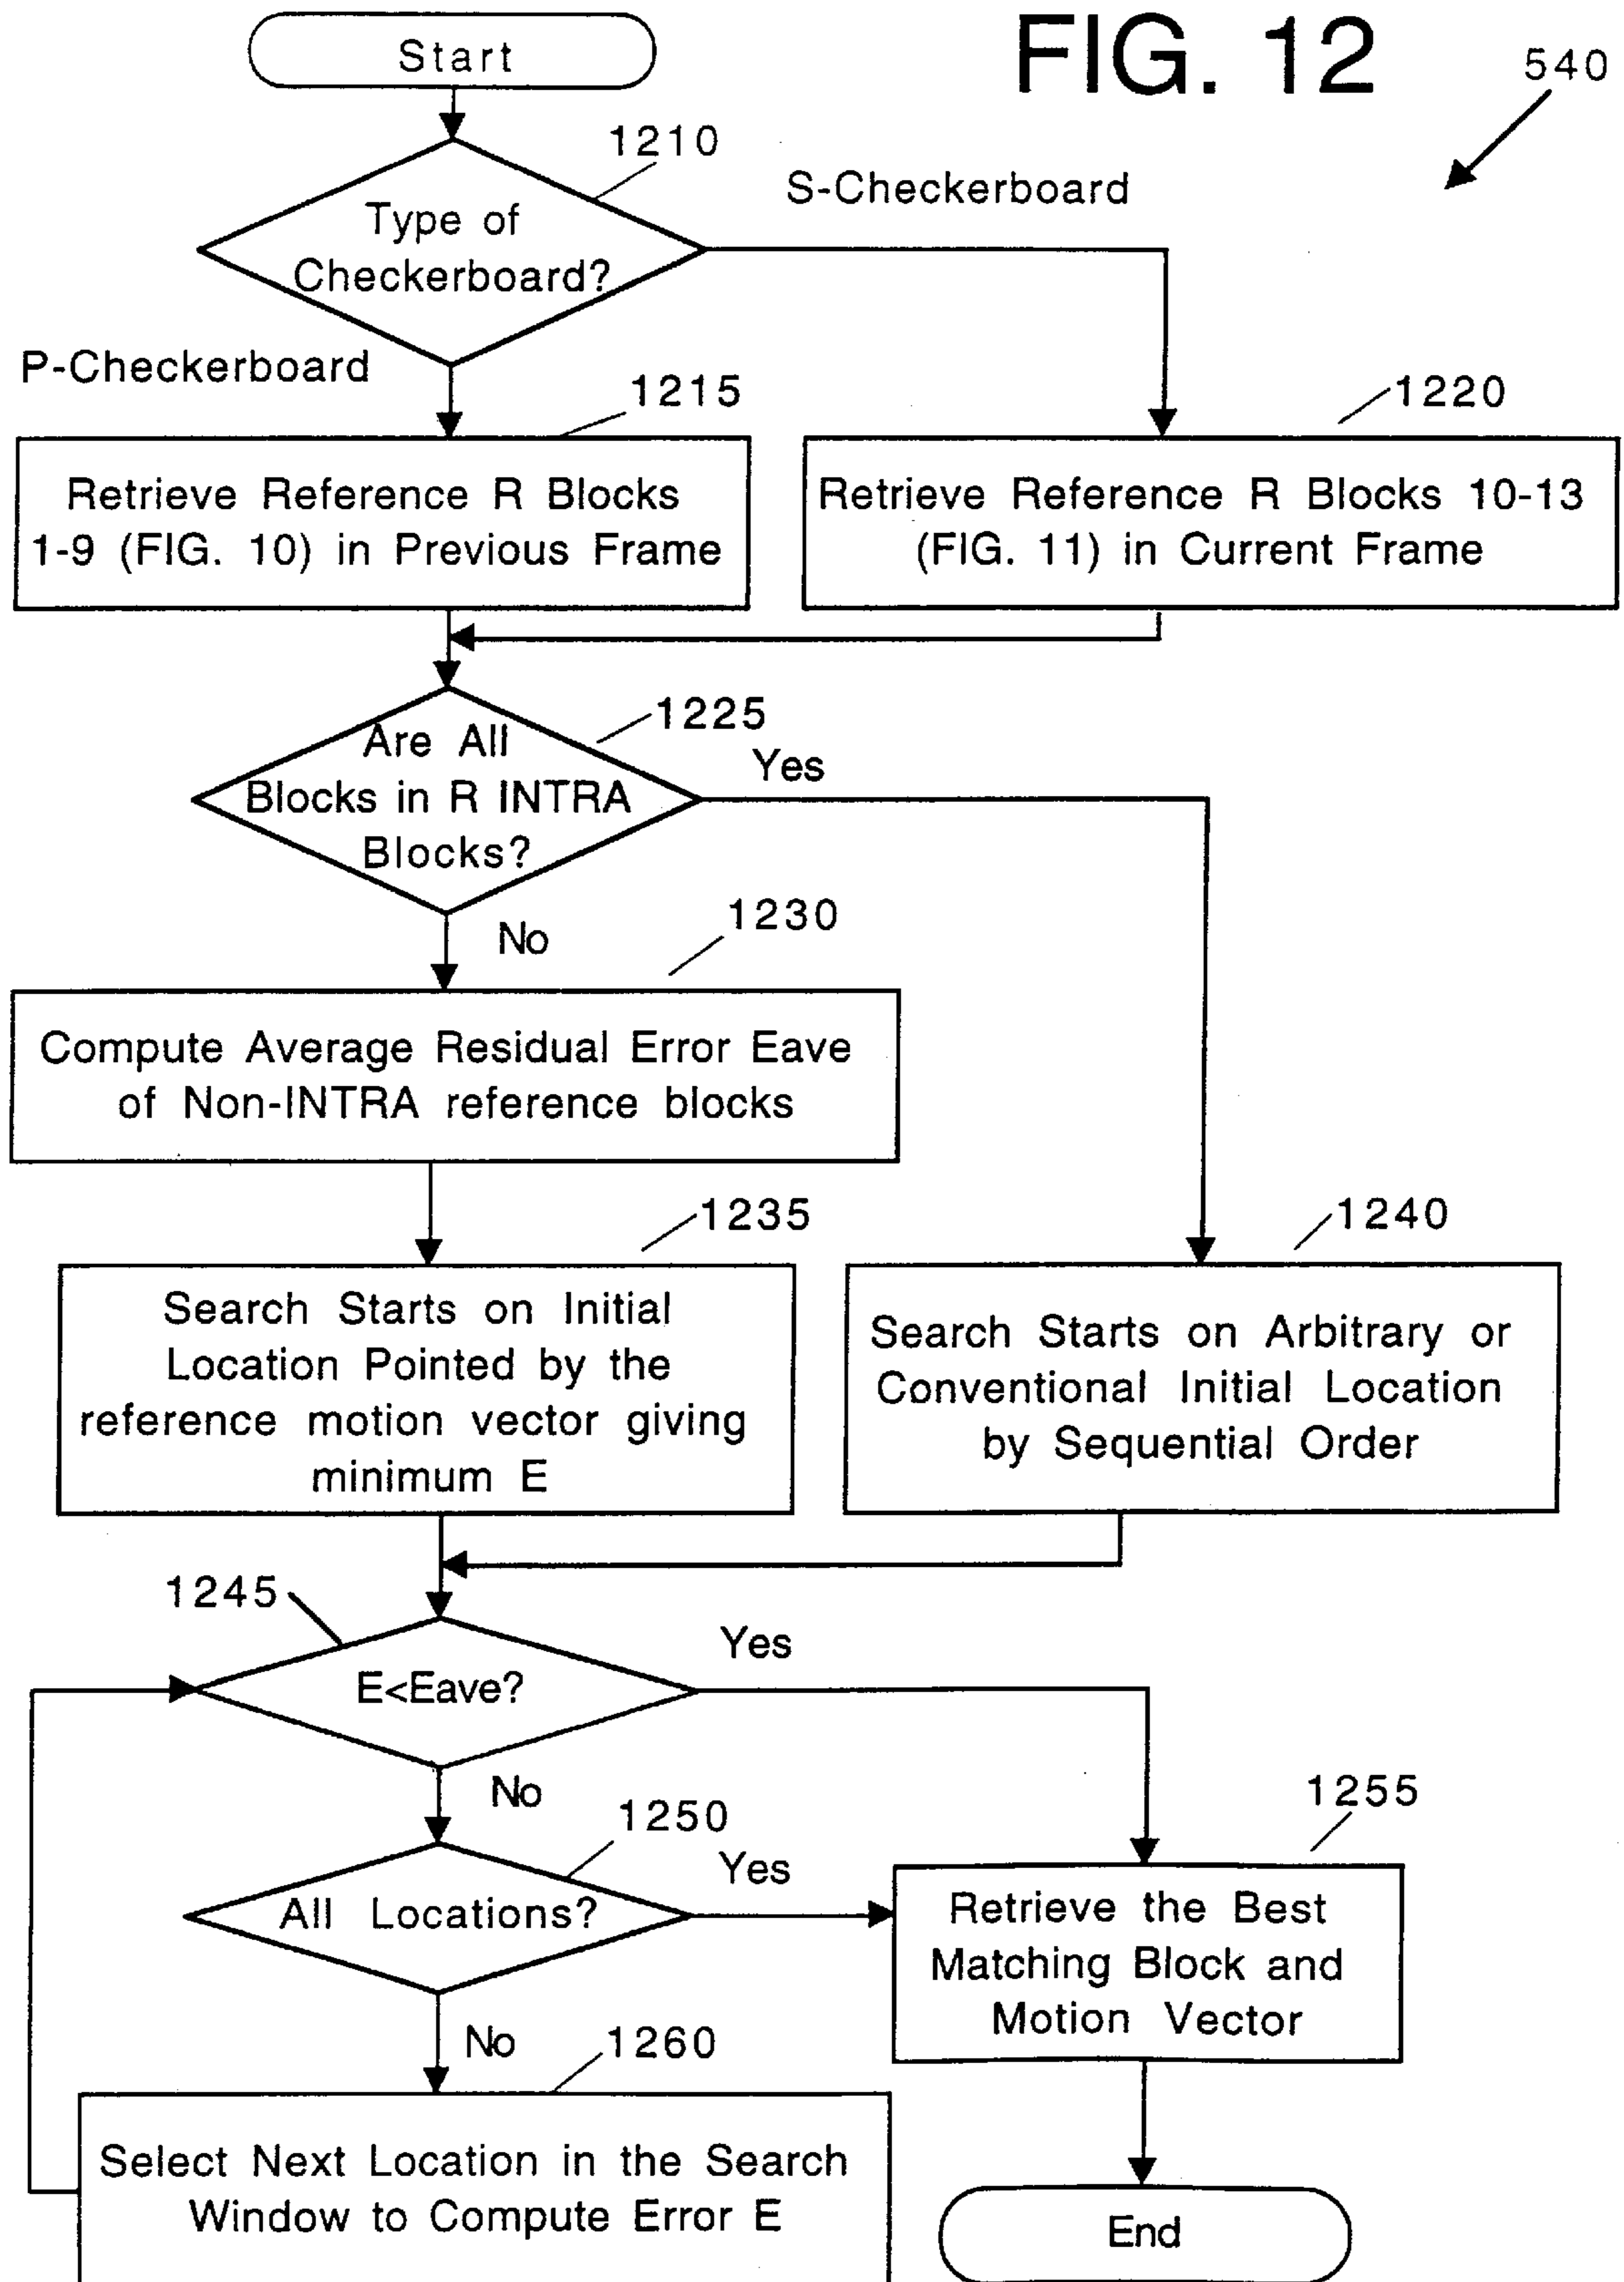 FIG. 12
540
Start
1210
Type of
Checkerboard?
S-Checkerboard
P-Checkerboard
1215
Retrieve Reference R Blocks
1-9 (FIG. 10) in Previous Frame
1220
Retrieve Reference R Blocks 10-13
(FIG. 11) in Current Frame
1225
Are All
Blocks in R INTRA
Blocks?
Yes
No
1230
Compute Average Residual Error Eave
of Non-INTRA reference blocks
1235
Search Starts on Initial
Location Pointed by the
reference motion vector giving
minimum E
1240
Search Starts on Arbitrary or
Conventional Initial Location
by Sequential Order
1245
E<Eave?
Yes
No
1250
All Locations?
Yes
1255
Retrieve the Best
Matching Block and
Motion Vector
No
1260
Select Next Location in the Search
Window to Compute Error E
End